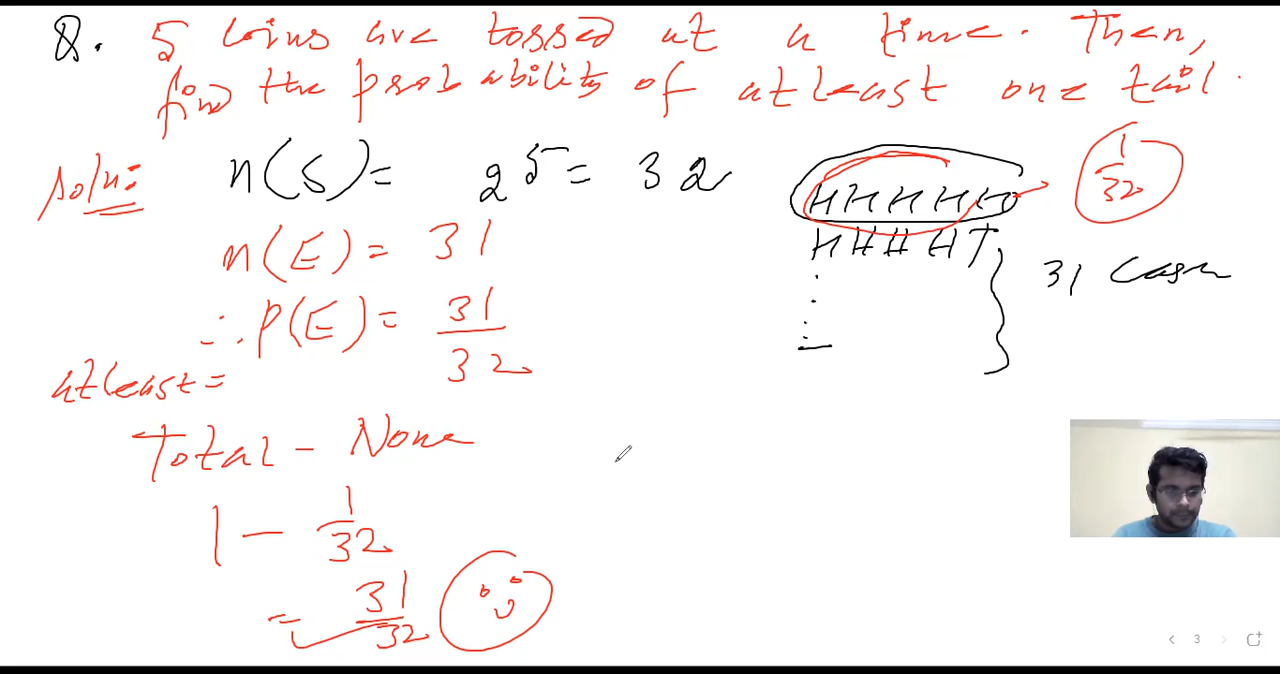 Q. 5 coins are tossed at a time. Then,
find the probability of atleast one tail.
Soln:
n(S) = 2^5 = 32
n(E) = 31
∴ P(E) = 31/32
atleast =
Total - None
1 - 1/32
= 31/32
HHHHH → 1/32
HHHHT
31 Cases
3